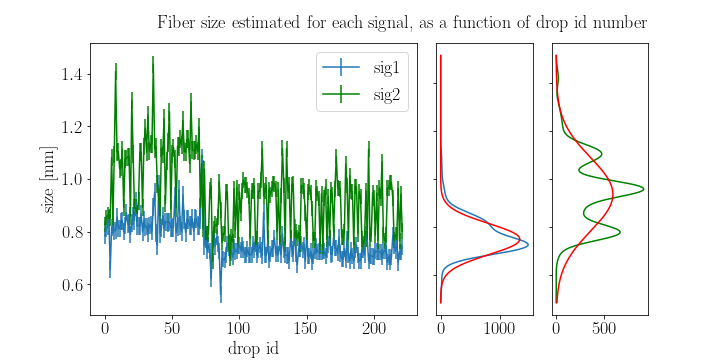 Fiber size estimated for each signal, as a function of drop id number
size [mm]
1.4
1.2
1.0
0.8
0.6
sig1
sig2
0 50 100 150 200
0 1000
0 500
drop id